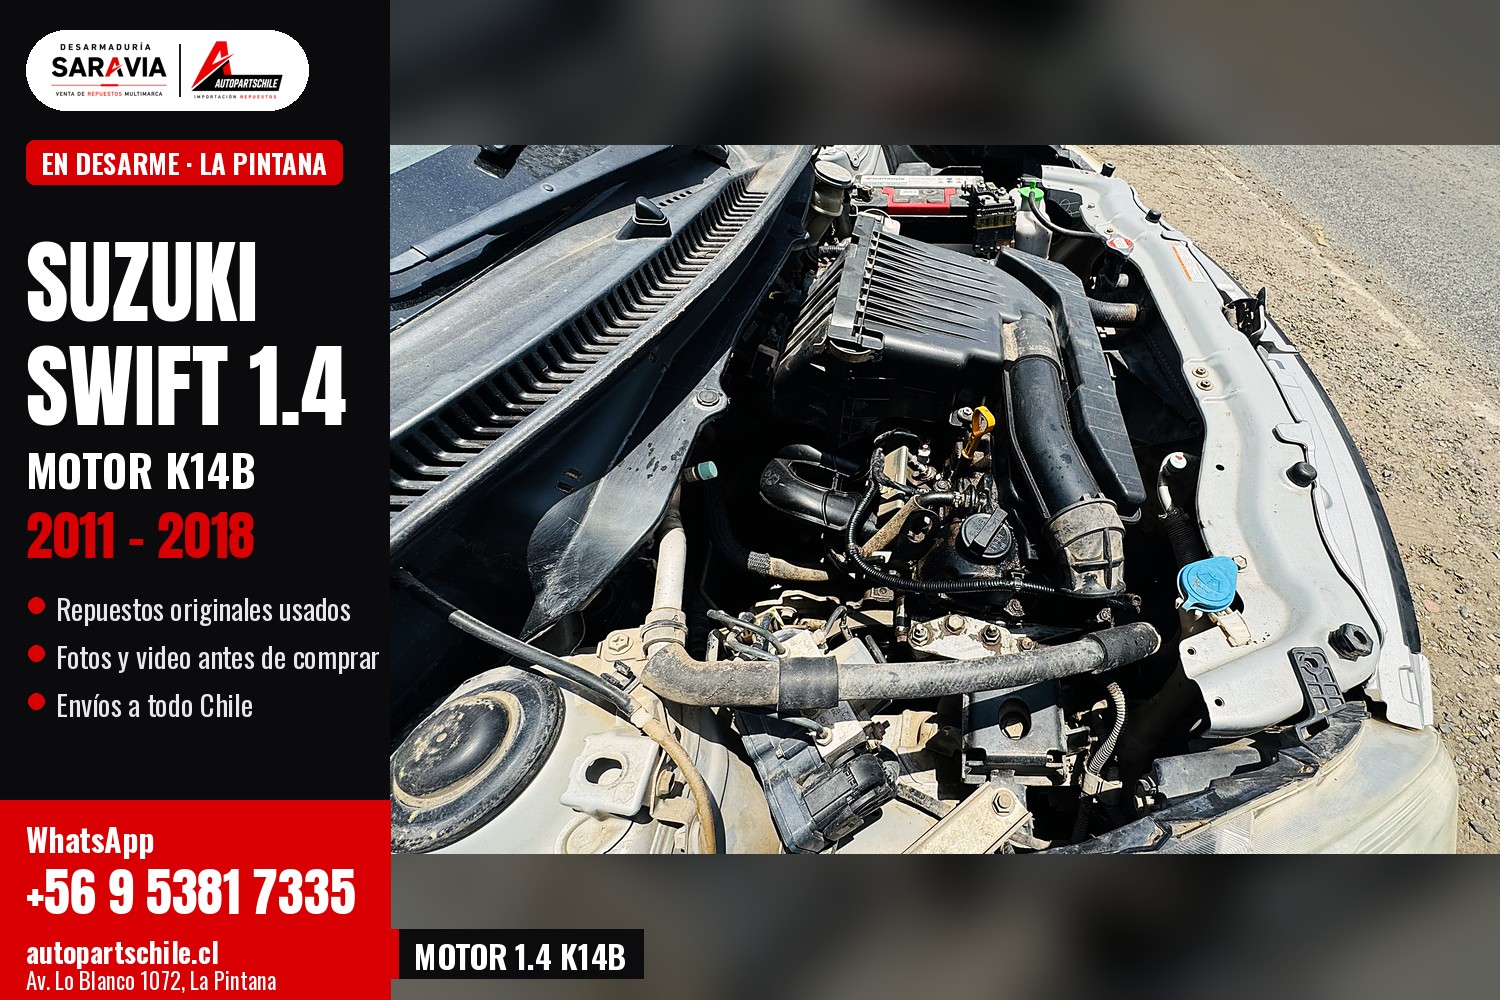 DESARMADURÍA
SARAVIA
VENTA DE REPUESTOS MULTIMARCA
AUTOPARTSCHILE
IMPORTACIÓN REPUESTOS
EN DESARME · LA PINTANA
SUZUKI
SWIFT 1.4
MOTOR K14B
2011 - 2018
Repuestos originales usados
Fotos y video antes de comprar
Envíos a todo Chile
WhatsApp
+56 9 5381 7335
autopartschile.cl
Av. Lo Blanco 1072, La Pintana
MOTOR 1.4 K14B